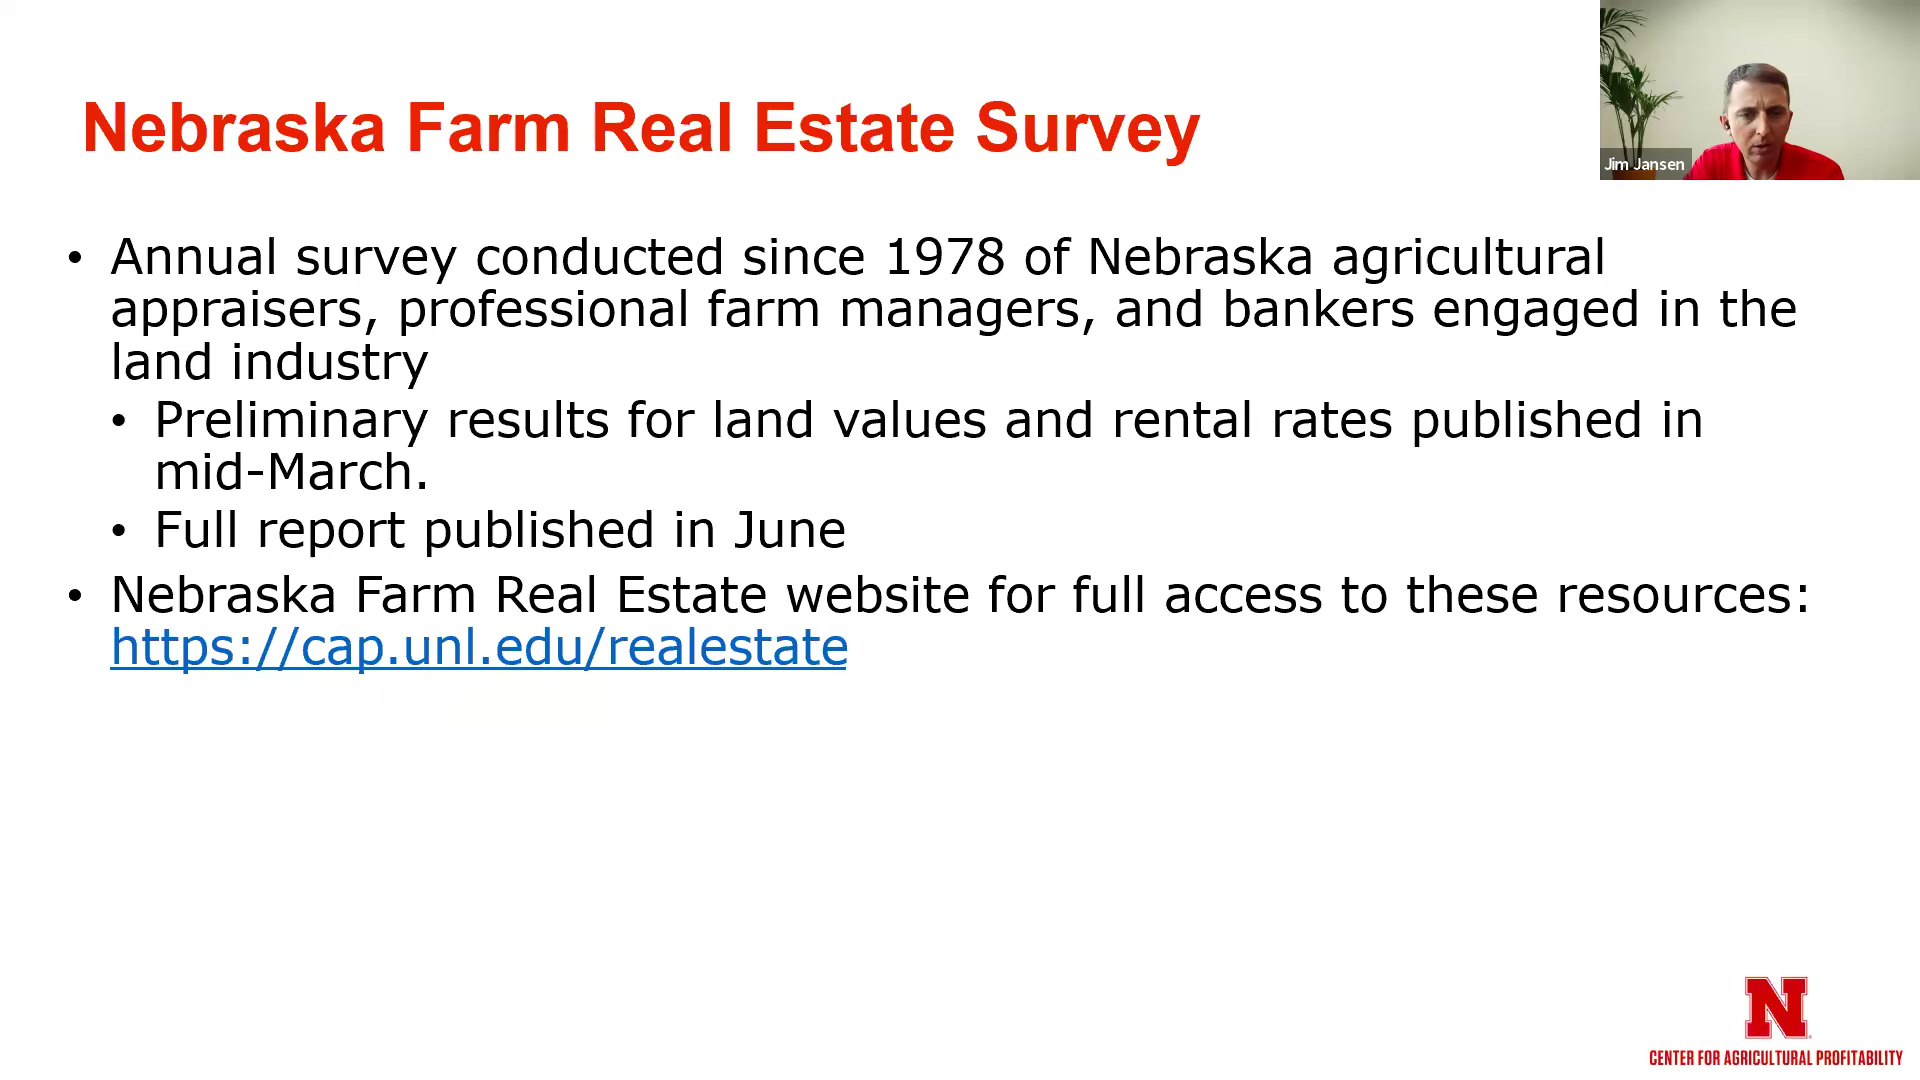 Nebraska Farm Real Estate Survey
Jim Jansen
• Annual survey conducted since 1978 of Nebraska agricultural
appraisers, professional farm managers, and bankers engaged in the
land industry
• Preliminary results for land values and rental rates published in
mid-March.
• Full report published in June
• Nebraska Farm Real Estate website for full access to these resources:
https://cap.unl.edu/realestate
N
CENTER FOR AGRICULTURAL PROFITABILITY